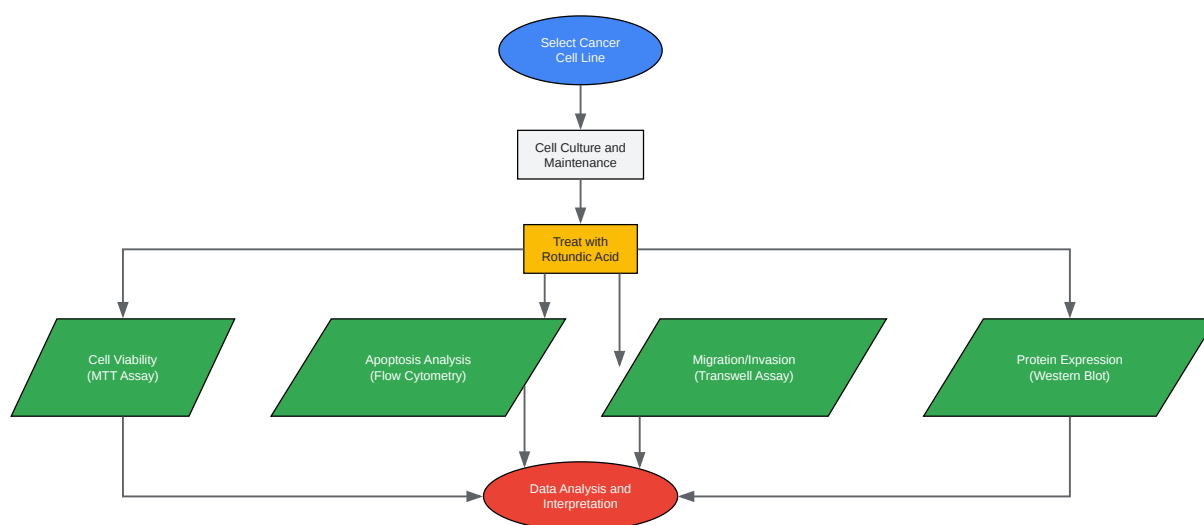 Select Cancer
Cell Line
Cell Culture and
Maintenance
Treat with
Rotundic Acid
Cell Viability
(MTT Assay)
Apoptosis Analysis
(Flow Cytometry)
Migration/Invasion
(Transwell Assay)
Protein Expression
(Western Blot)
Data Analysis and
Interpretation